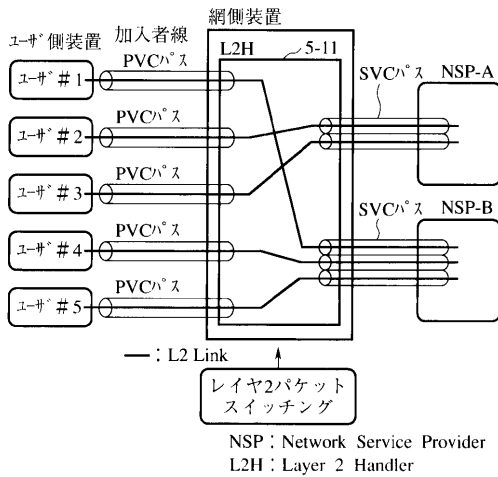 網側装置
ユーザ側装置
加入者線
L2H
5-11
PVCパス
SVCパス
NSP-A
ユーザ#1
PVCパス
ユーザ#2
PVCパス
ユーザ#3
SVCパス
NSP-B
PVCパス
ユーザ#4
PVCパス
ユーザ#5
━:L2 Link
レイヤ2パケット
スイッチング
NSP:Network Service Provider
L2H:Layer 2 Handler